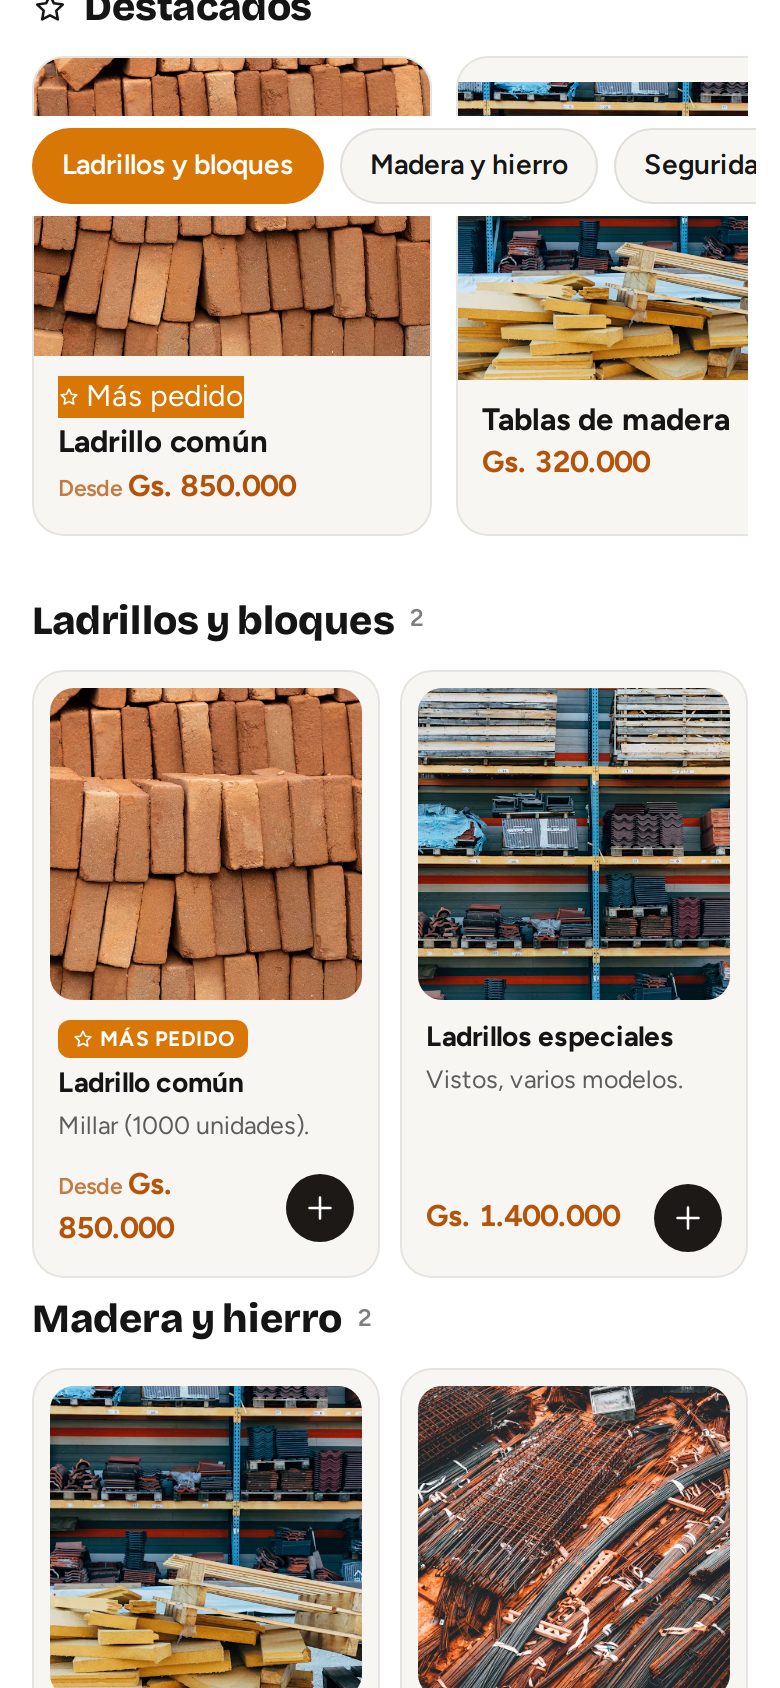 Destacados
Ladrillos y bloques
Madera y hierro
Segurida
Más pedido
Ladrillo común
Desde Gs. 850.000
Tablas de madera
Gs. 320.000
Ladrillos y bloques 2
MÁS PEDIDO
Ladrillo común
Millar (1000 unidades).
Desde Gs.
850.000
Ladrillos especiales
Vistos, varios modelos.
Gs. 1.400.000
Madera y hierro 2